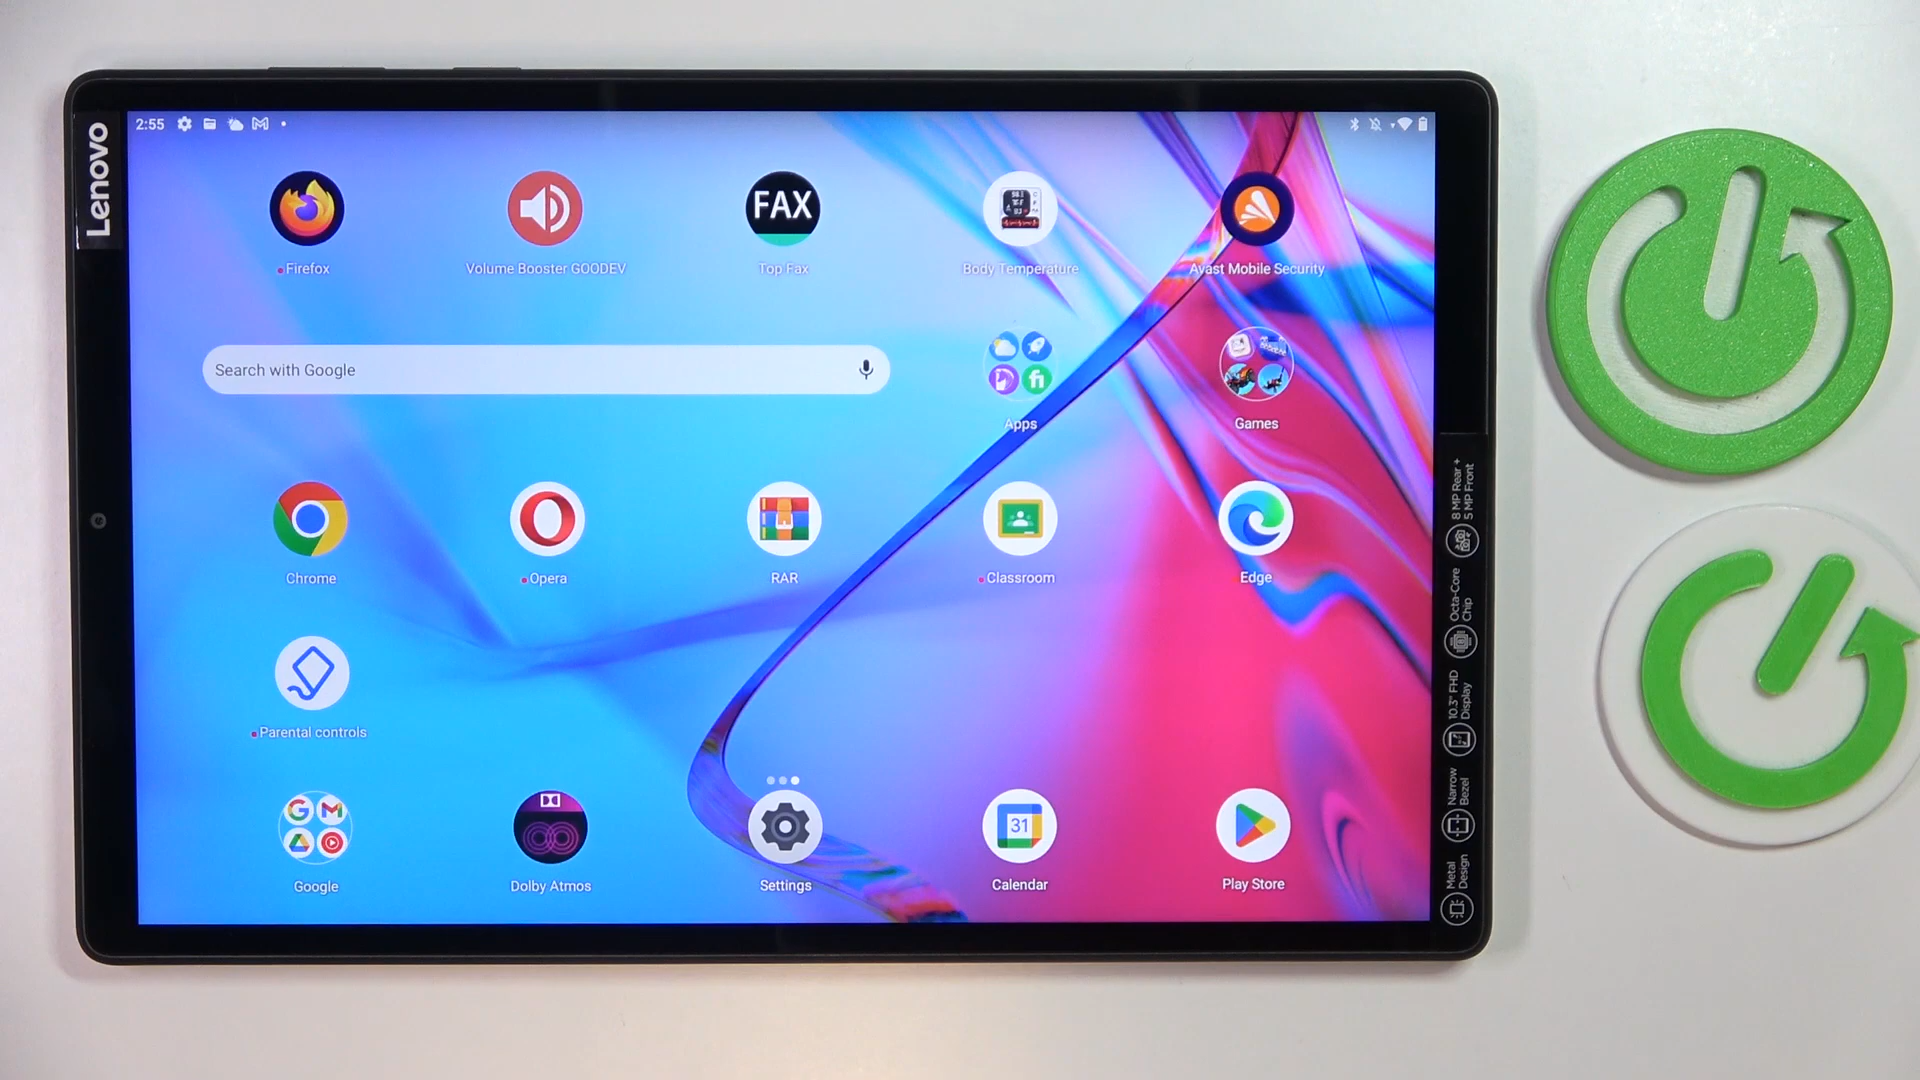 Lenovo
2:55
FAX
Firefox
Volume Booster GOODEV
Top Fax
Body Temperature
Avast Mobile Security
Search with Google
Apps
Games
Chrome
Opera
RAR
Classroom
Edge
Parental controls
31
Google
Dolby Atmos
Settings
Calendar
Play Store
8 MP Rear +
5 MP Front
Octa-Core
Chip
10.3" FHD
Display
Narrow
Bezel
Metal
Design